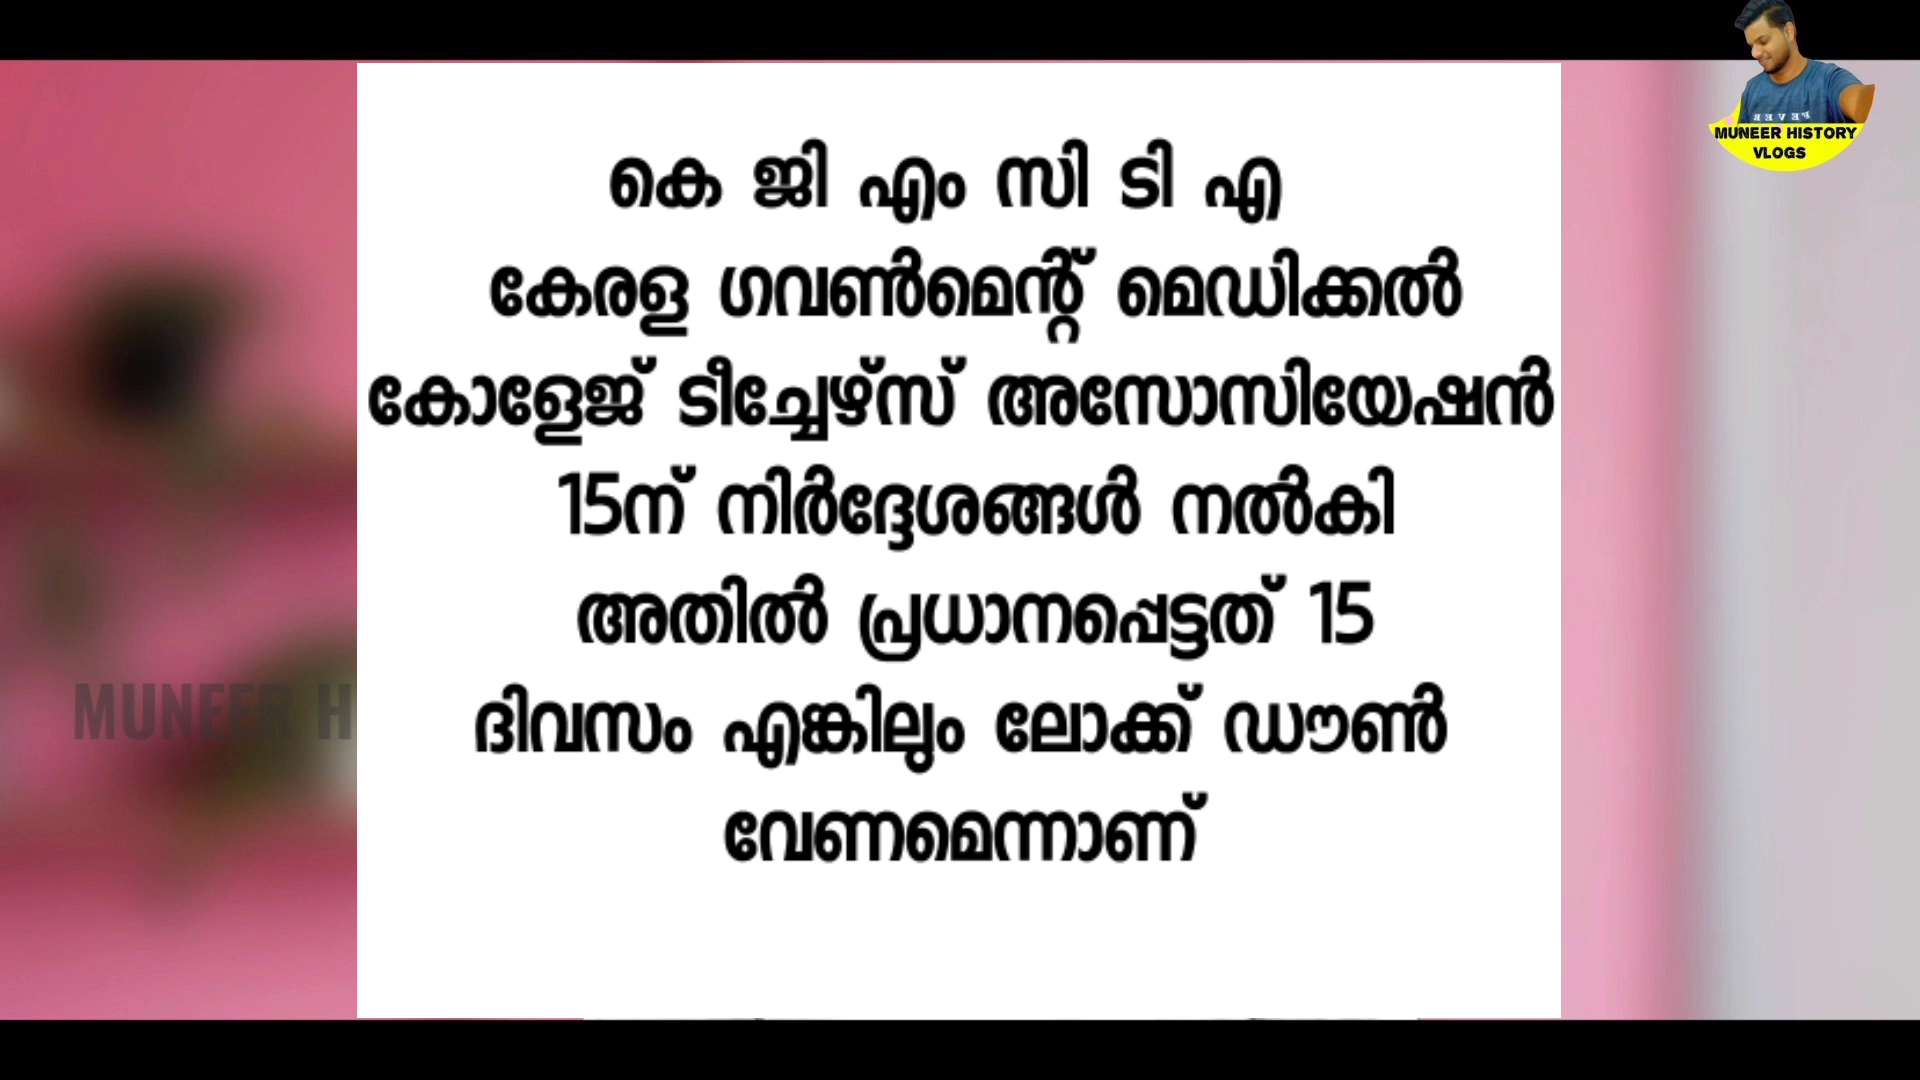 കെ ജി എം സി ടി എ
കേരള ഗവൺമെന്റ് മെഡിക്കൽ
കോളേജ് ടീച്ചേഴ്സ് അസോസിയേഷൻ
15ന് നിർദ്ദേശങ്ങൾ നൽകി
അതിൽ പ്രധാനപ്പെട്ടത് 15
ദിവസം എങ്കിലും ലോക്ക് ഡൗൺ
വേണമെന്നാണ്
MUNEER HISTORY
VLOGS
MUNEER H